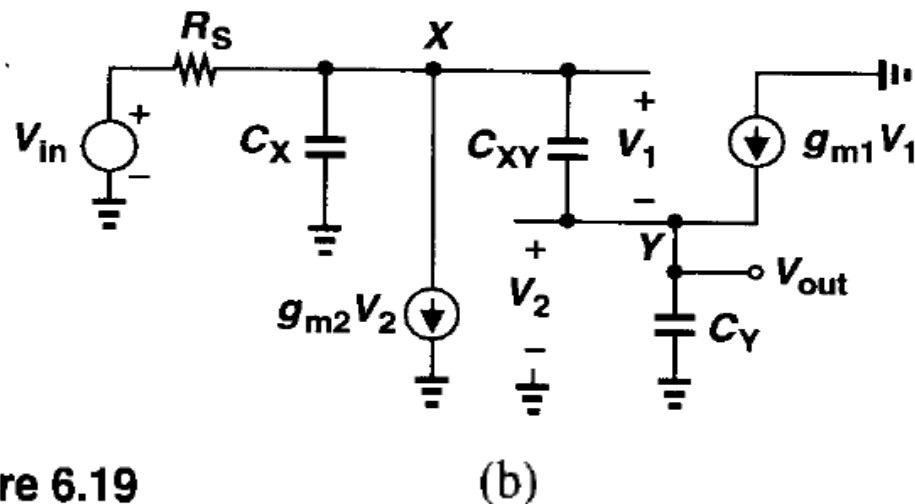 R_S
X
V_in
+
−
C_X
C_XY
+
V_1
−
g_m1V_1
Y
+
V_2
−
g_m2V_2
V_out
C_Y
re 6.19
(b)